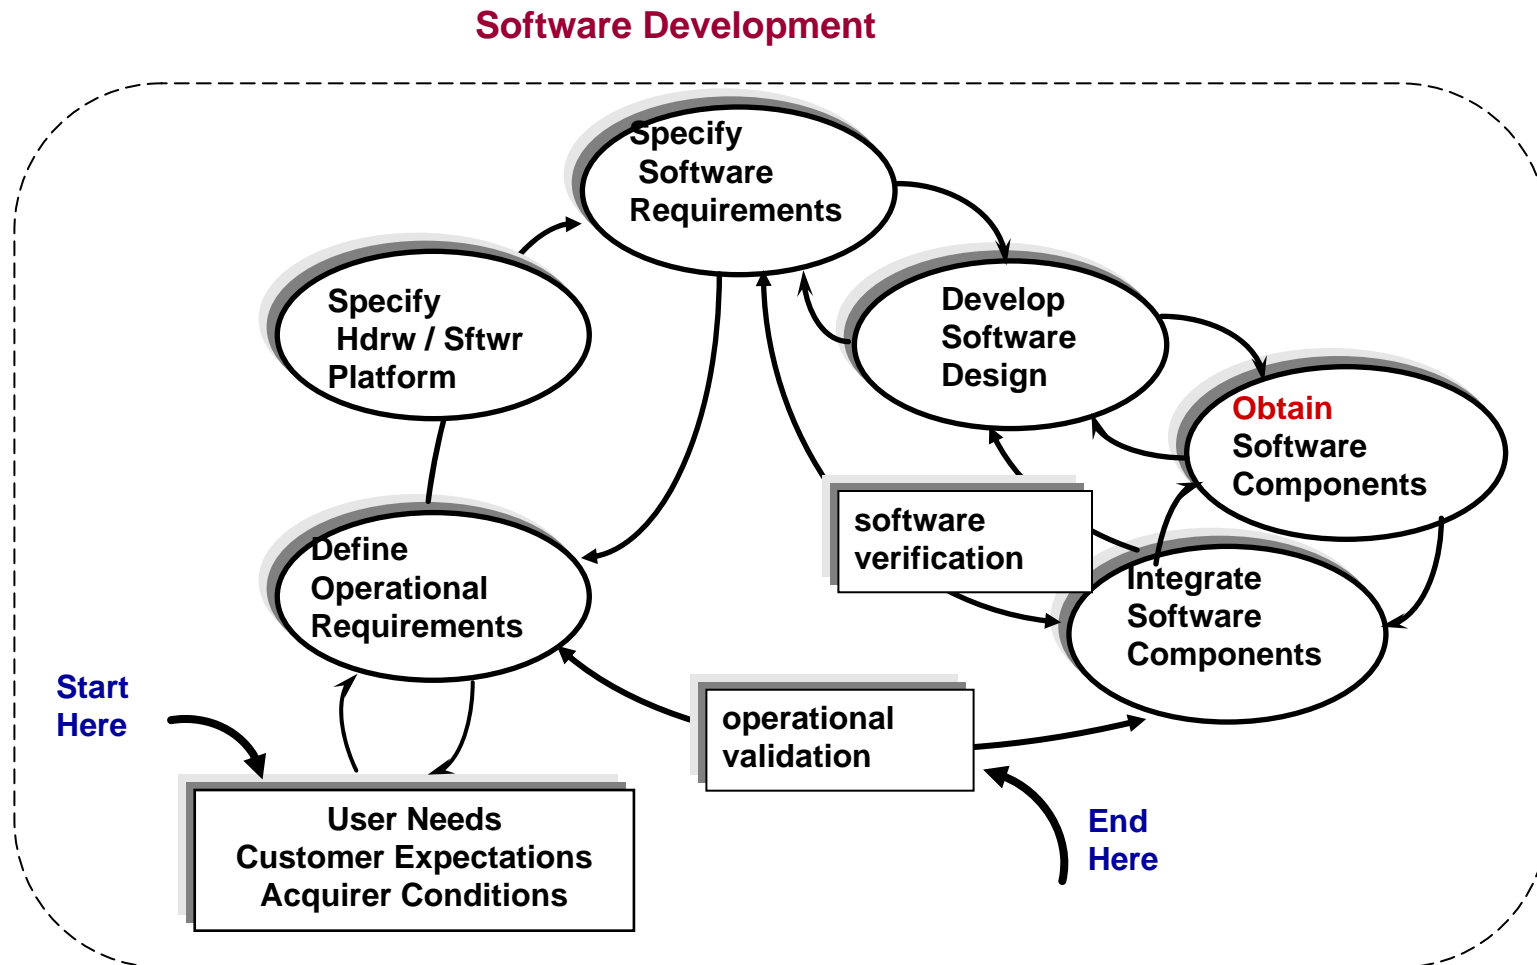 Software Development
Specify
Software
Requirements
Specify
Hdrw / Sftwr
Platform
Develop
Software
Design
Obtain
Software
Components
software
verification
Define
Operational
Requirements
Integrate
Software
Components
Start
Here
operational
validation
User Needs
Customer Expectations
Acquirer Conditions
End
Here